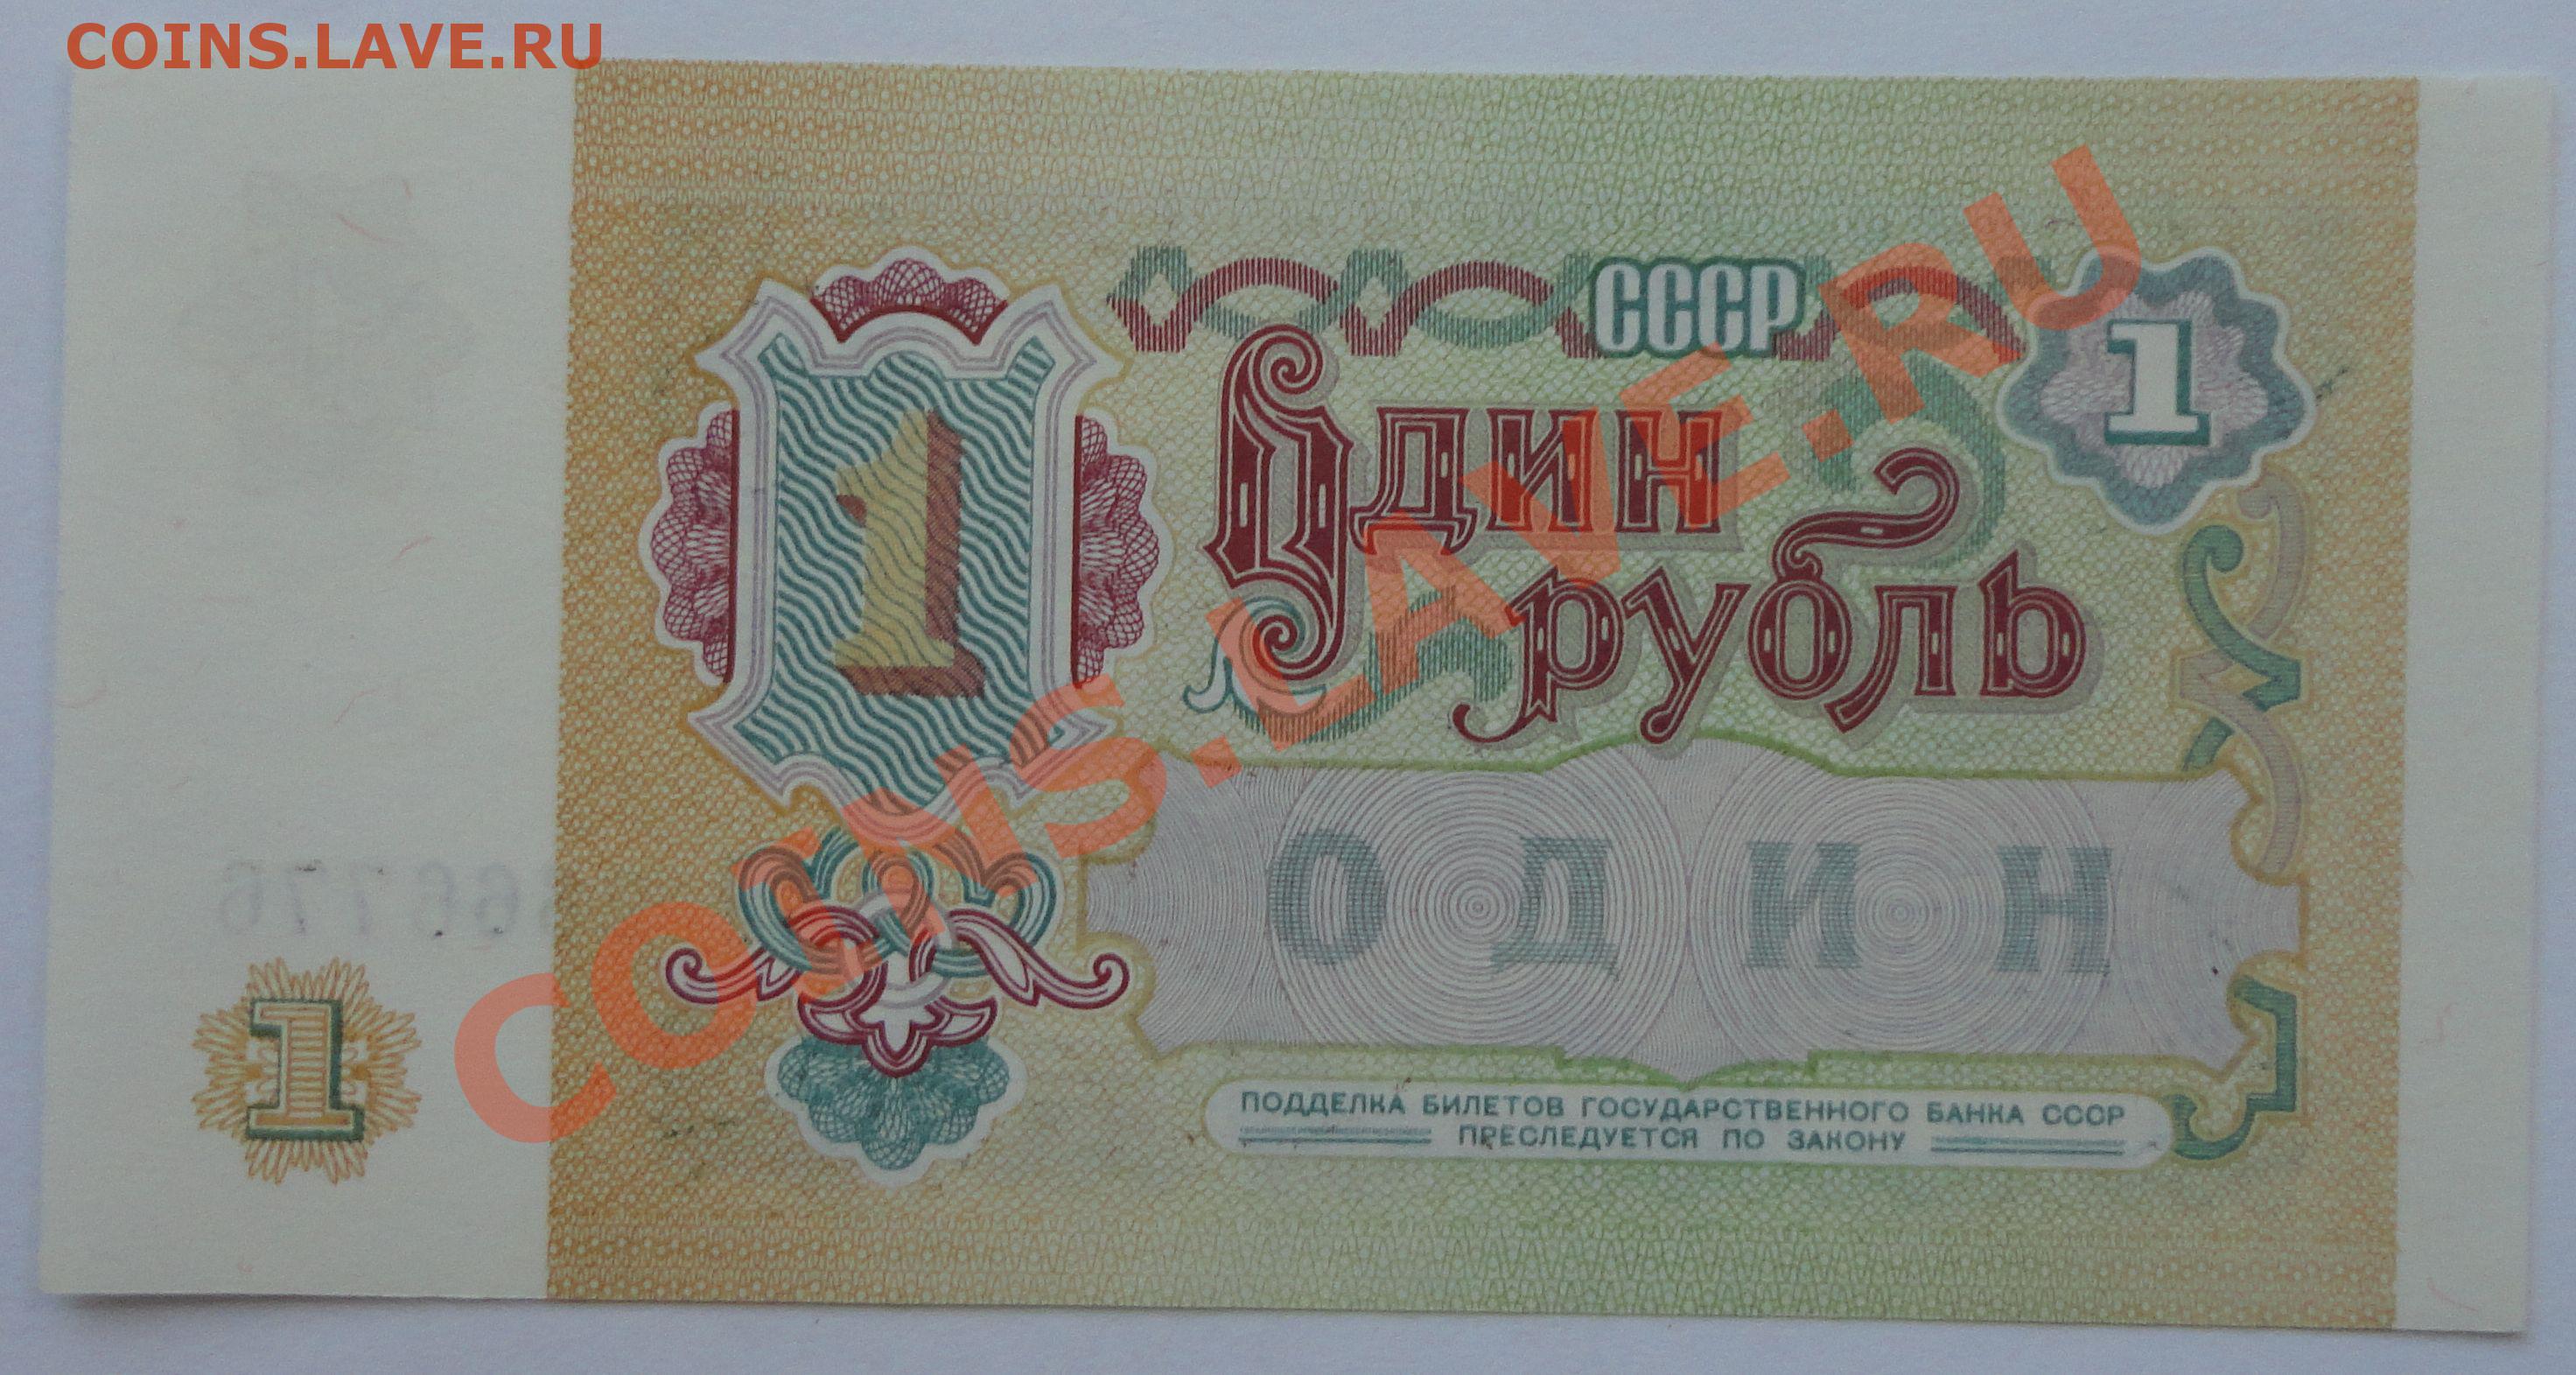 COINS.LAVE.RU
СССР
1
1
Один
рубль
ОДИН
1
ПОДДЕЛКА БИЛЕТОВ ГОСУДАРСТВЕННОГО БАНКА СССР
ПРЕСЛЕДУЕТСЯ ПО ЗАКОНУ
COINS.LAVE.RU